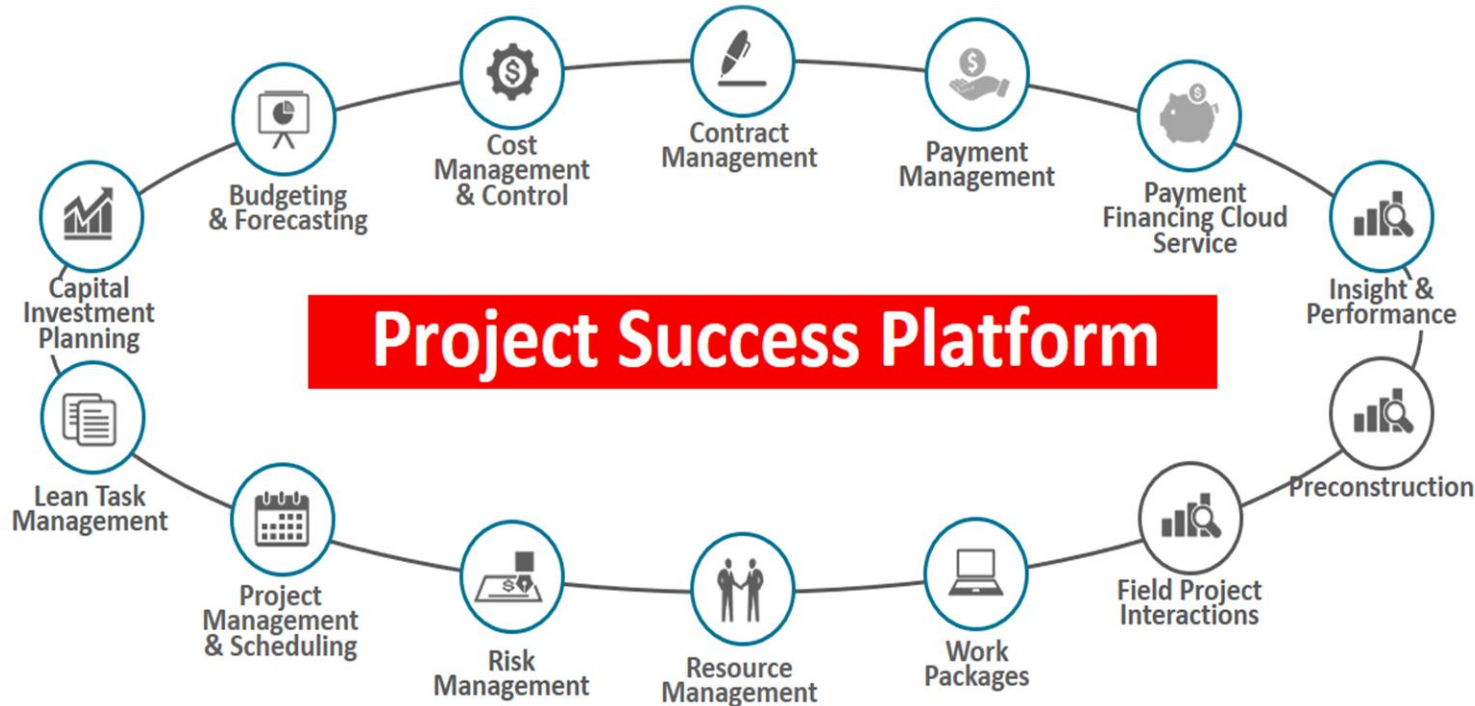 Contract
Management
Cost
Management
& Control
Payment
Management
Budgeting
& Forecasting
Payment
Financing Cloud
Service
Capital
Investment
Planning
Insight &
Performance
Project Success Platform
Lean Task
Management
Preconstruction
Project
Management
& Scheduling
Field Project
Interactions
Risk
Management
Resource
Management
Work
Packages
$
$
$
$